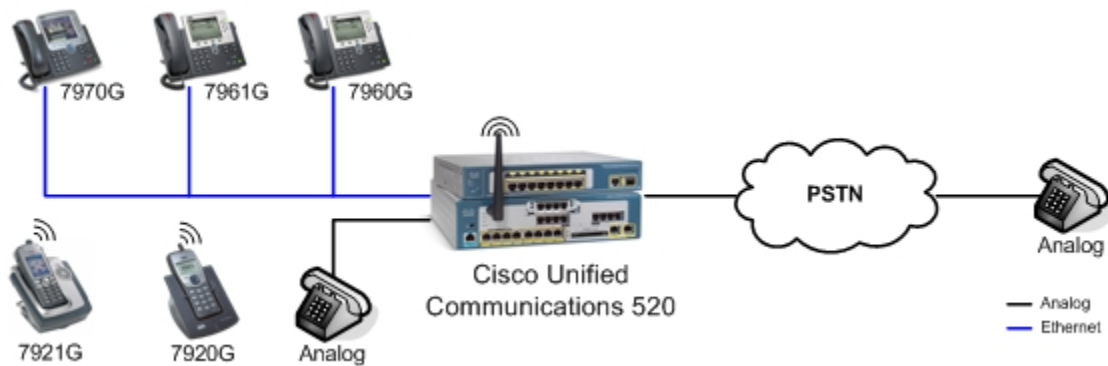 7970G
7961G
7960G
PSTN
Analog
Cisco Unified
Communications 520
7921G
7920G
Analog
Analog
Ethernet